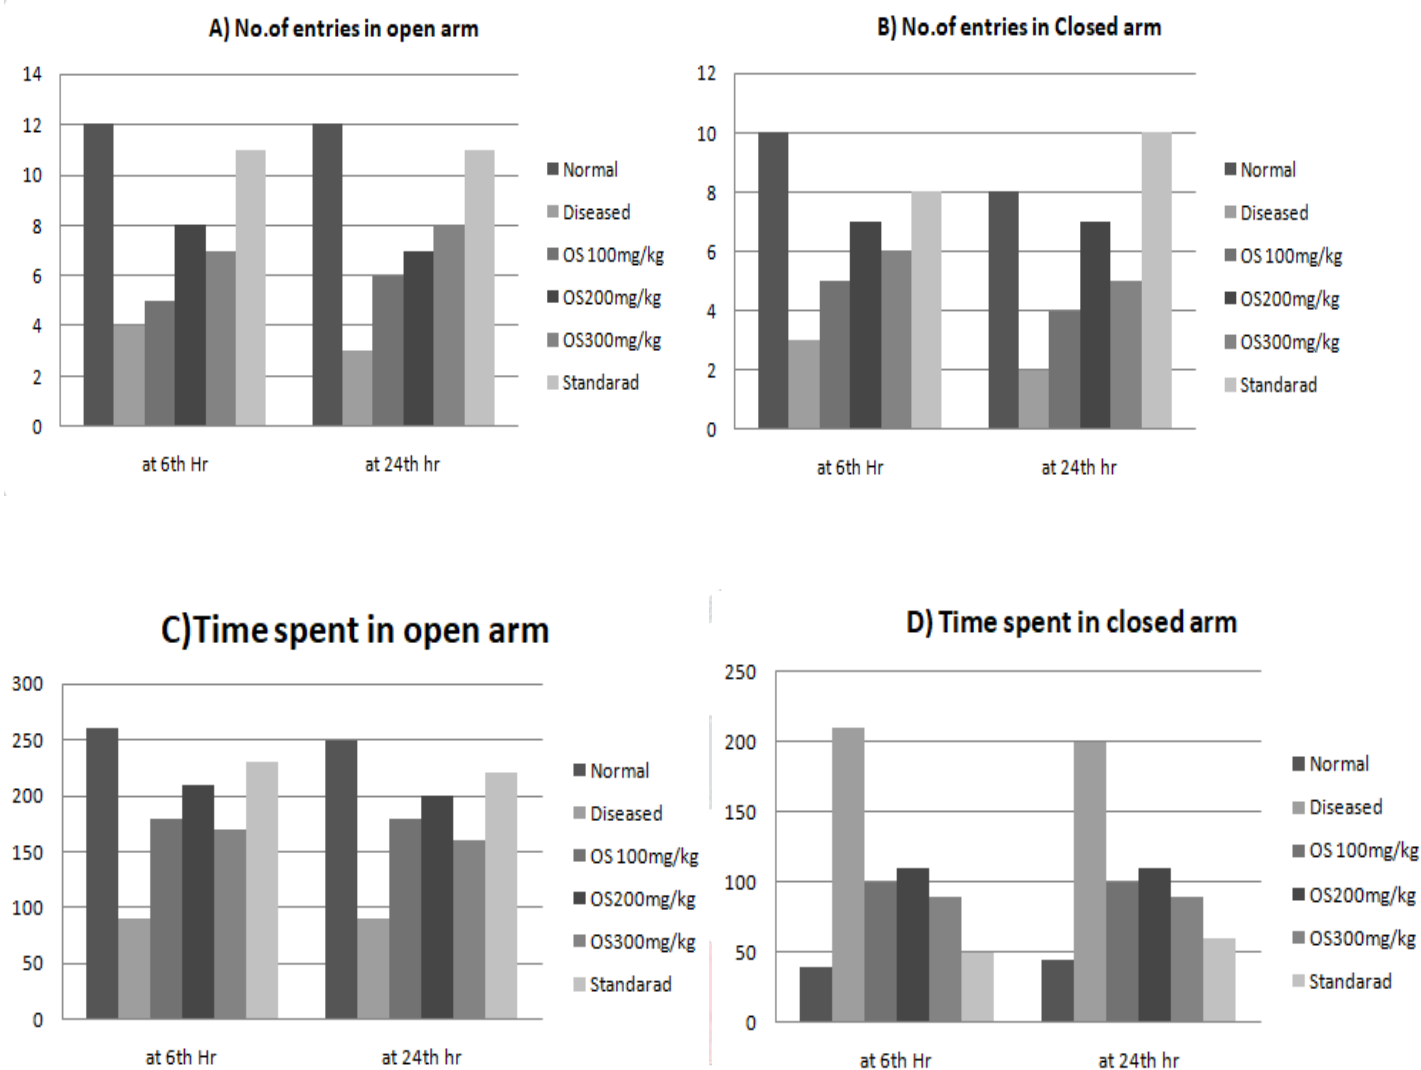 A) No.of entries in open arm
14
12
10
8
6
4
2
0
at 6th Hr
at 24th hr
Normal
Diseased
OS 100mg/kg
OS200mg/kg
OS300mg/kg
Standarad
B) No.of entries in Closed arm
12
10
8
6
4
2
0
at 6th Hr
at 24th hr
Normal
Diseased
OS 100mg/kg
OS200mg/kg
OS300mg/kg
Standarad
C)Time spent in open arm
300
250
200
150
100
50
0
at 6th Hr
at 24th hr
Normal
Diseased
OS 100mg/kg
OS200mg/kg
OS300mg/kg
Standarad
D) Time spent in closed arm
250
200
150
100
50
0
at 6th Hr
at 24th hr
Normal
Diseased
OS 100mg/kg
OS200mg/kg
OS300mg/kg
Standarad